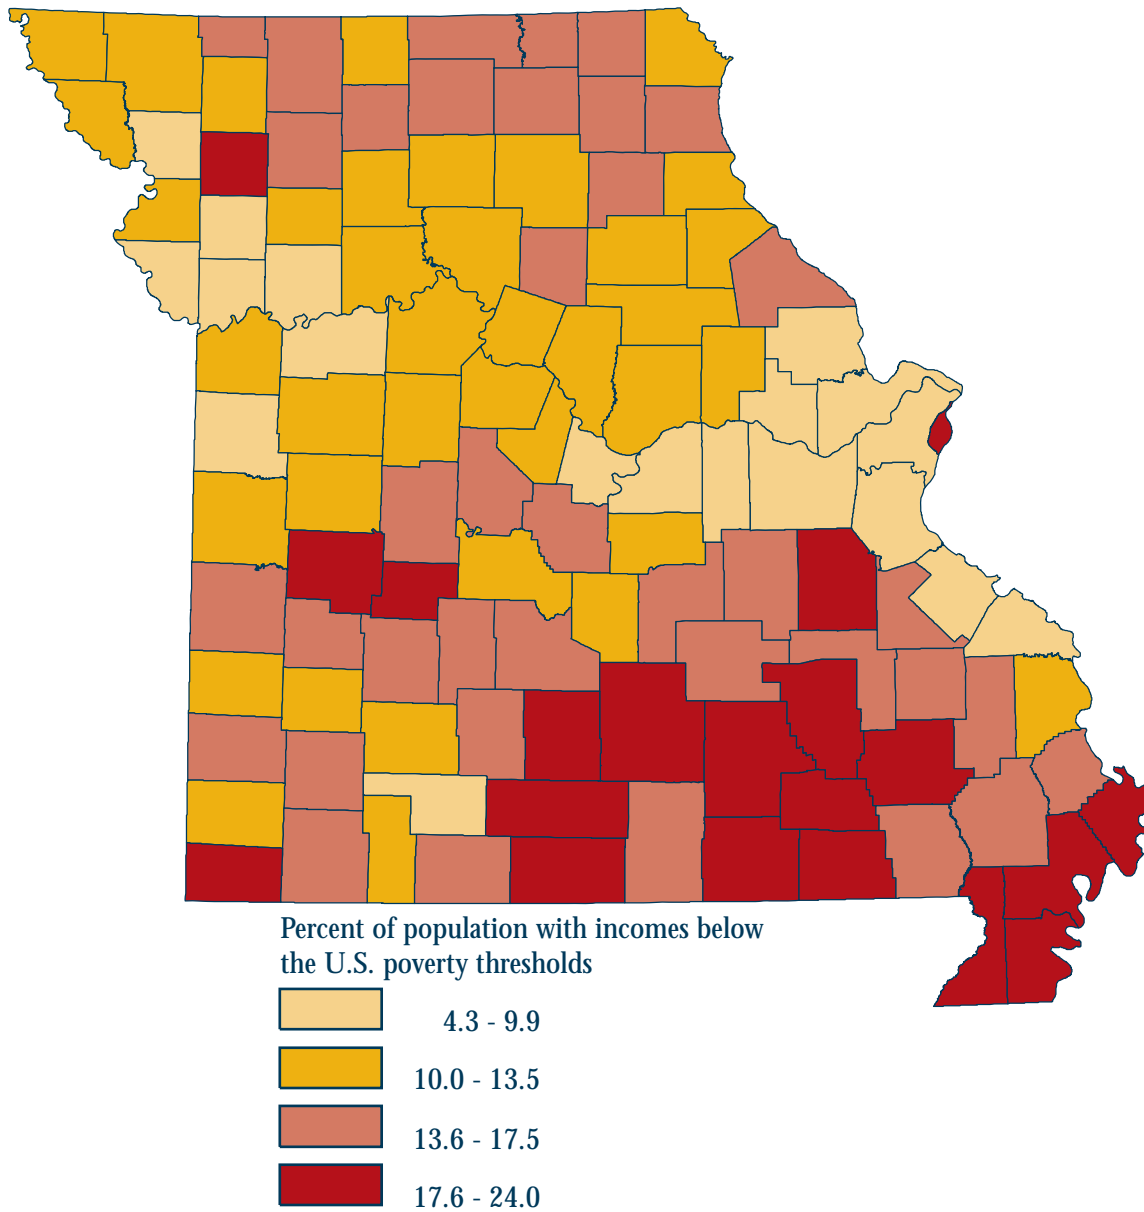 Percent of population with incomes below
the U.S. poverty thresholds
4.3 - 9.9
10.0 - 13.5
13.6 - 17.5
17.6 - 24.0